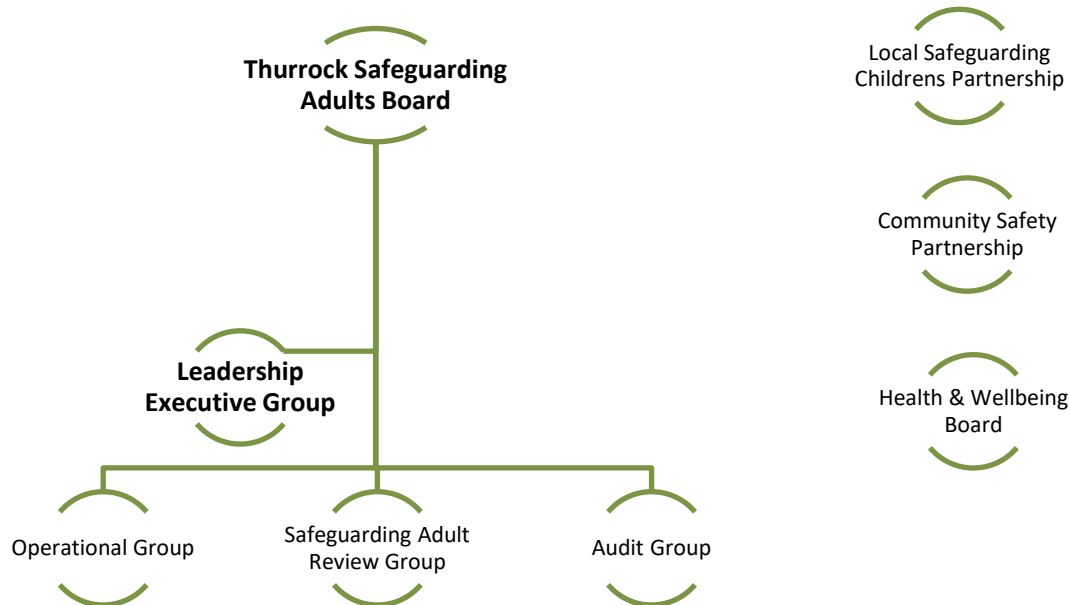 Thurrock Safeguarding
Adults Board
Local Safeguarding
Childrens Partnership
Community Safety
Partnership
Leadership
Executive Group
Health & Wellbeing
Board
Operational Group
Safeguarding Adult
Review Group
Audit Group